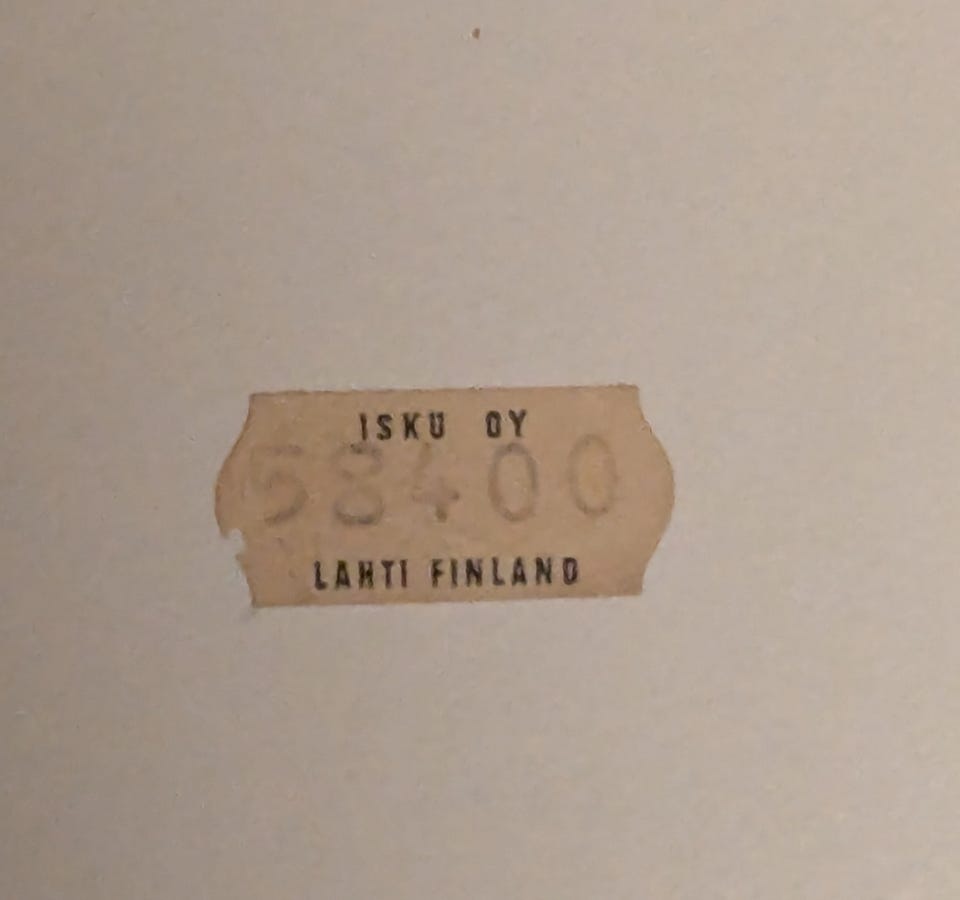 ISKU OY
58400
LAHTI FINLAND